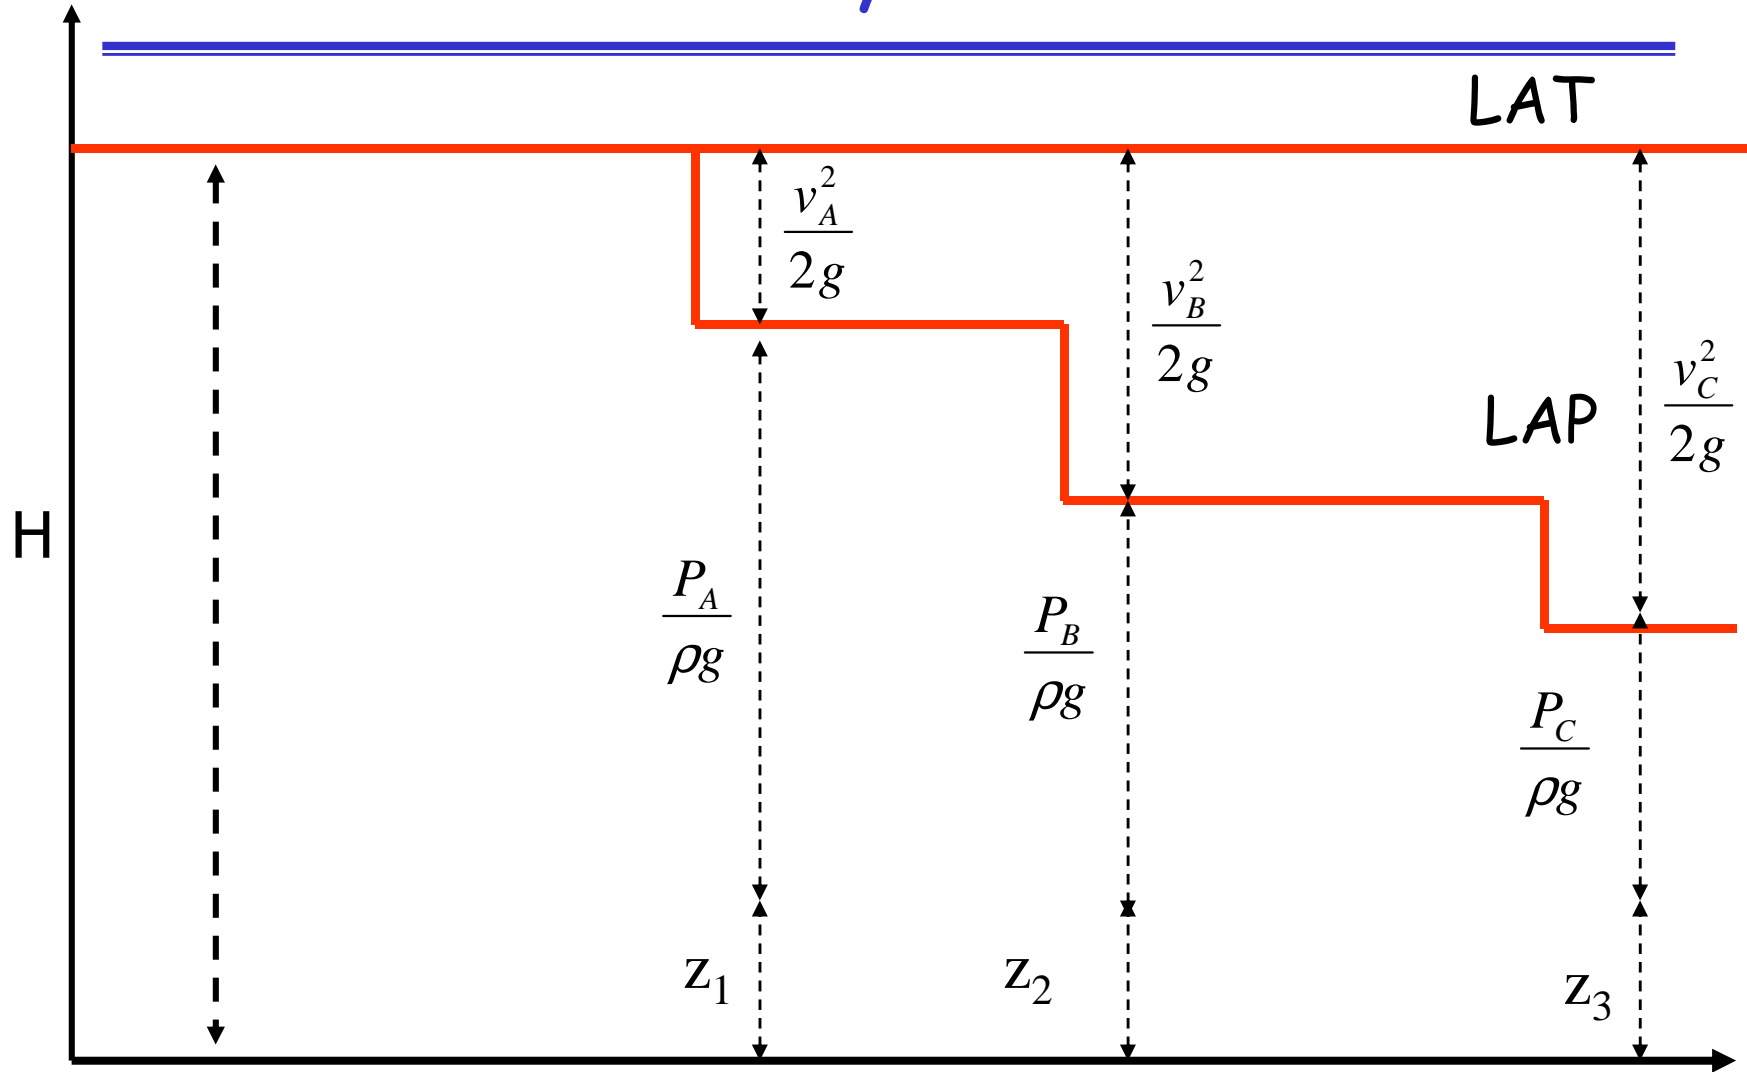 LAT
v_A^2/2g
v_B^2/2g
v_C^2/2g
LAP
H
P_A/ρg
P_B/ρg
P_C/ρg
z₁
z₂
z₃